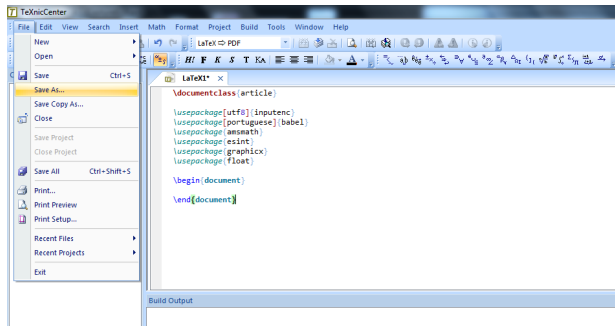 TeXnicCenter
File Edit View Search Insert Math Format Project Build Tools Window Help
New
LaTeX ⇨ PDF
Open
H! F K S T KA
Save Ctrl+S
LaTeX1* ×
Save As...
\documentclass{article}
Save Copy As...
\usepackage[utf8]{inputenc}
Close
\usepackage[portuguese]{babel}
\usepackage{amsmath}
Save Project
\usepackage{esint}
Close Project
\usepackage{graphicx}
\usepackage{float}
Save All Ctrl+Shift+S
\begin{document}
Print...
\end{document}
Print Preview
Print Setup...
Recent Files
Recent Projects
Exit
Build Output